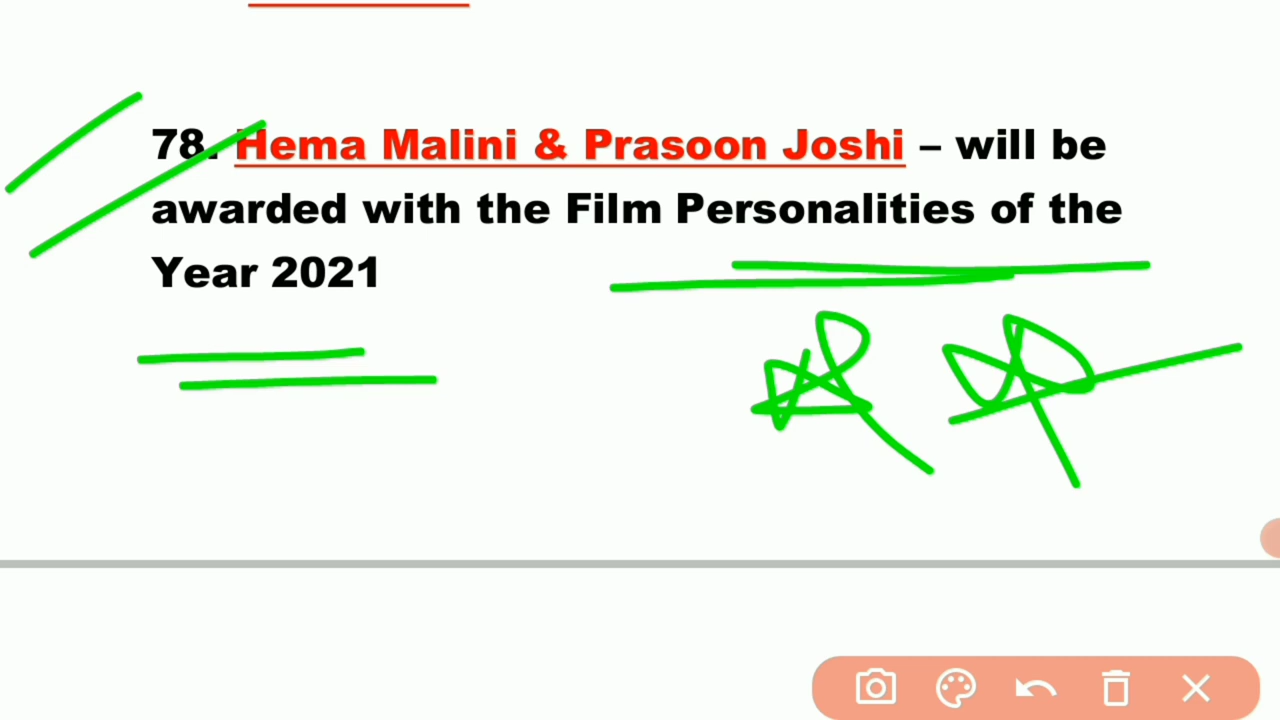 78. Hema Malini & Prasoon Joshi – will be
awarded with the Film Personalities of the
Year 2021